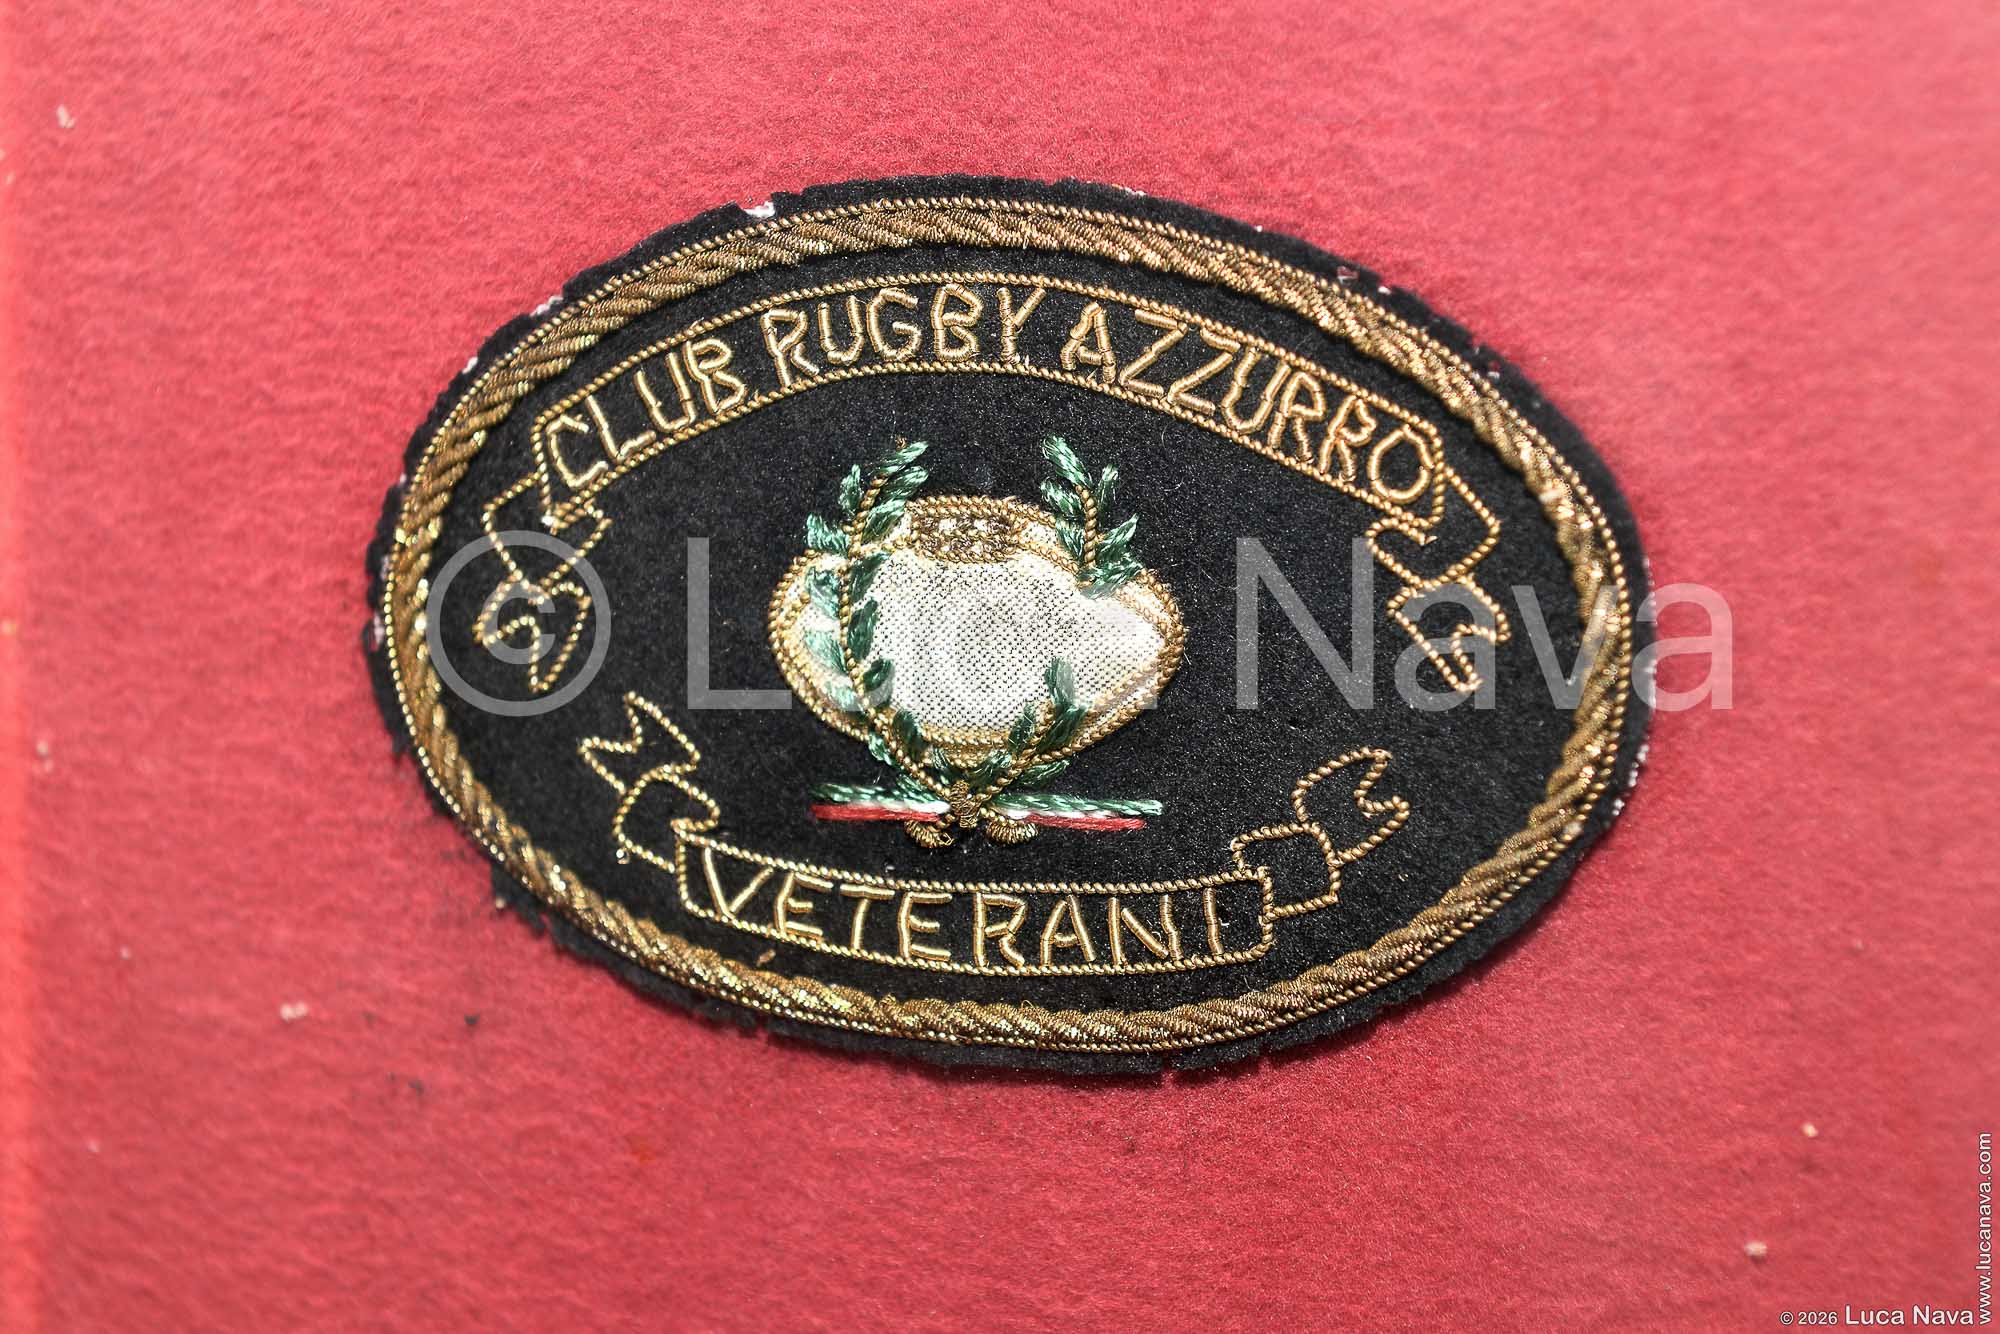 CLUB RUGBY AZZURRO
© Luca Nava
VETERANI
© 2026 Luca Nava
www.lucanava.com